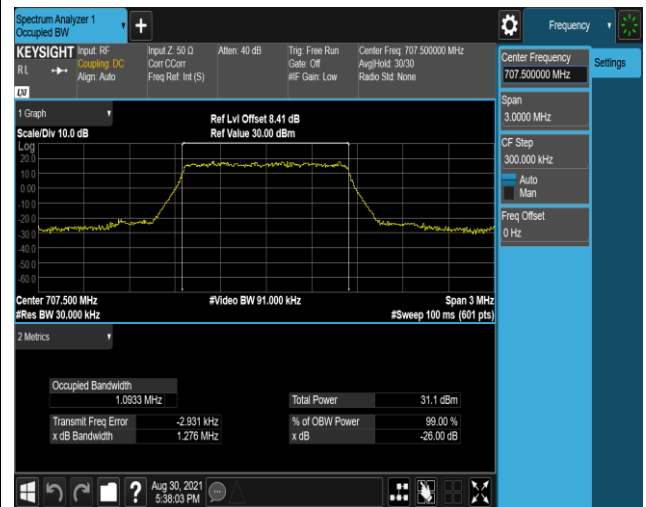 Spectrum Analyzer 1
Occupied BW
Frequency
KEYSIGHT
RL
LXI
Input: RF
Coupling: DC
Align: Auto
Input Z: 50 Ω
Corr CCorr
Freq Ref: Int (S)
Atten: 40 dB
Trig: Free Run
Gate: Off
#IF Gain: Low
Center Freq: 707.500000 MHz
Avg|Hold: 30/30
Radio Std: None
Center Frequency
707.500000 MHz
Settings
Span
3.0000 MHz
CF Step
300.000 kHz
Auto
Man
Freq Offset
0 Hz
1 Graph
Scale/Div 10.0 dB
Ref Lvl Offset 8.41 dB
Ref Value 30.00 dBm
Log
20.0
10.0
0.00
-10.0
-20.0
-30.0
-40.0
-50.0
-60.0
Center 707.500 MHz
#Res BW 30.000 kHz
#Video BW 91.000 kHz
Span 3 MHz
#Sweep 100 ms (601 pts)
2 Metrics
Occupied Bandwidth
1.0933 MHz
Total Power 31.1 dBm
Transmit Freq Error -2.931 kHz
% of OBW Power 99.00 %
x dB Bandwidth 1.276 MHz
x dB -26.00 dB
?
Aug 30, 2021
5:38:03 PM